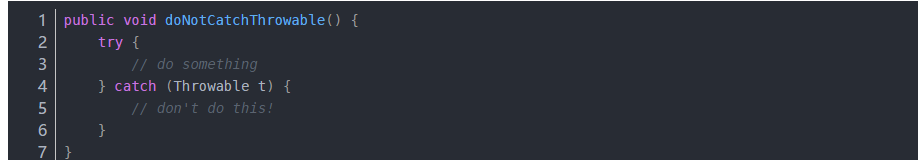 1 public void doNotCatchThrowable() {
2     try {
3         // do something
4     } catch (Throwable t) {
5         // don't do this!
6     }
7 }